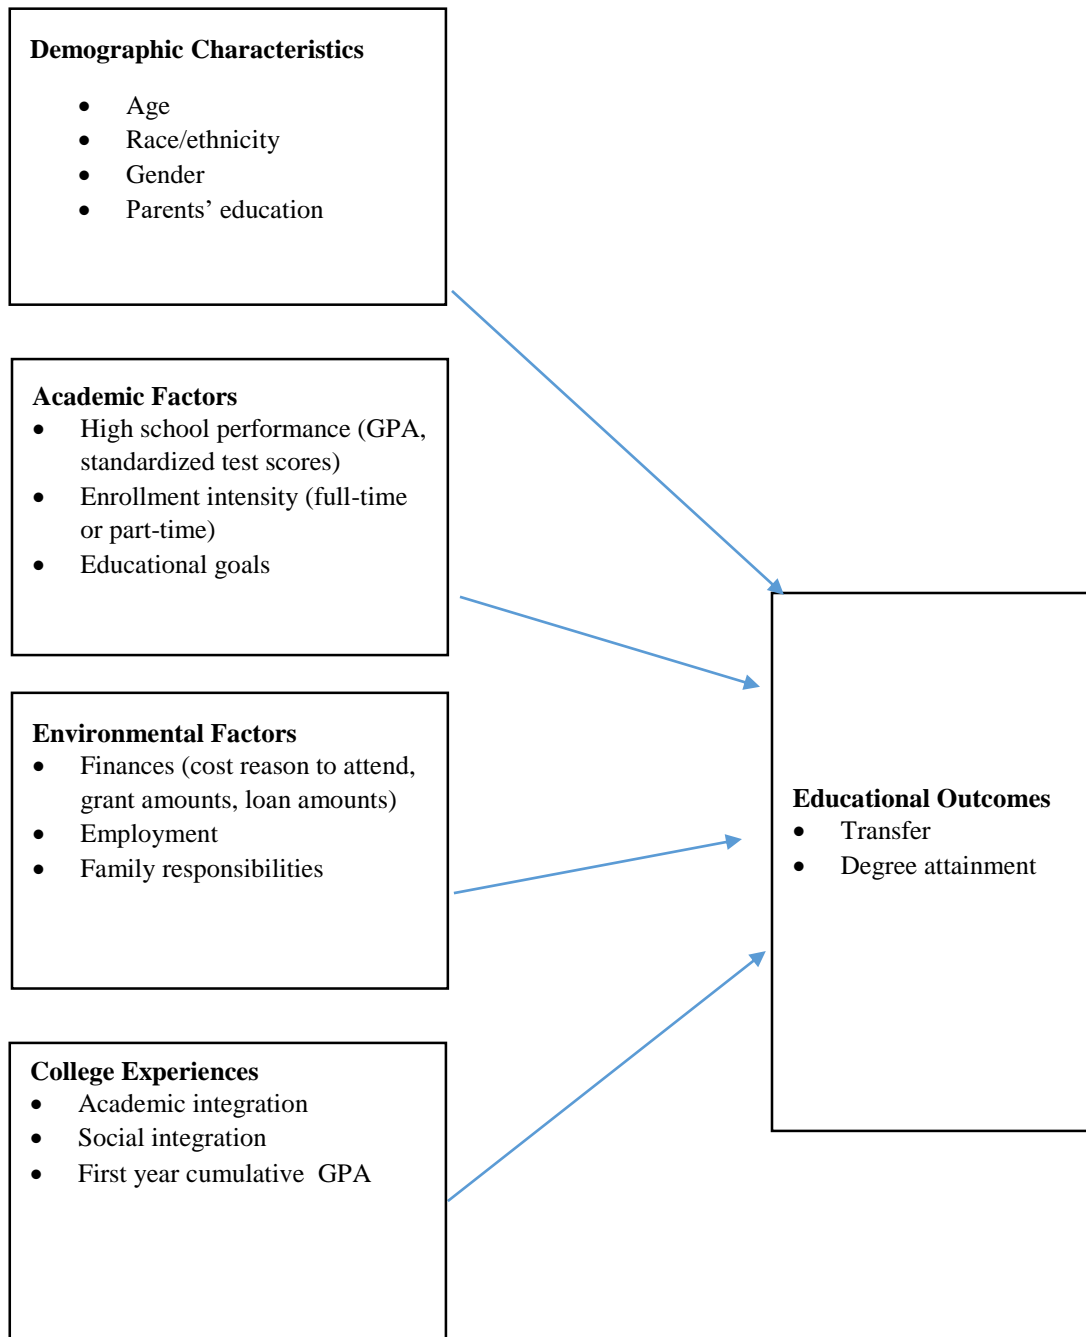 Demographic Characteristics
• Age
• Race/ethnicity
• Gender
• Parents’ education
Academic Factors
• High school performance (GPA,
standardized test scores)
• Enrollment intensity (full-time
or part-time)
• Educational goals
Environmental Factors
• Finances (cost reason to attend,
grant amounts, loan amounts)
• Employment
• Family responsibilities
Educational Outcomes
• Transfer
• Degree attainment
College Experiences
• Academic integration
• Social integration
• First year cumulative  GPA